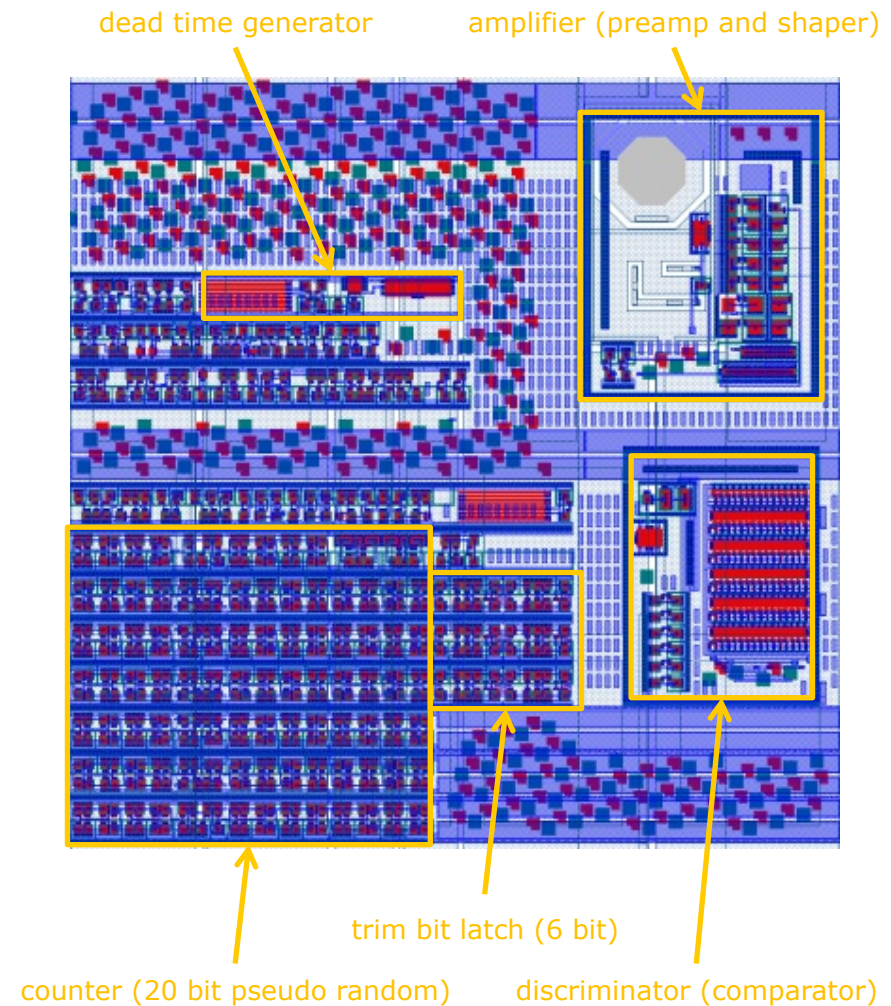 dead time generator
amplifier (preamp and shaper)
trim bit latch (6 bit)
counter (20 bit pseudo random)
discriminator (comparator)